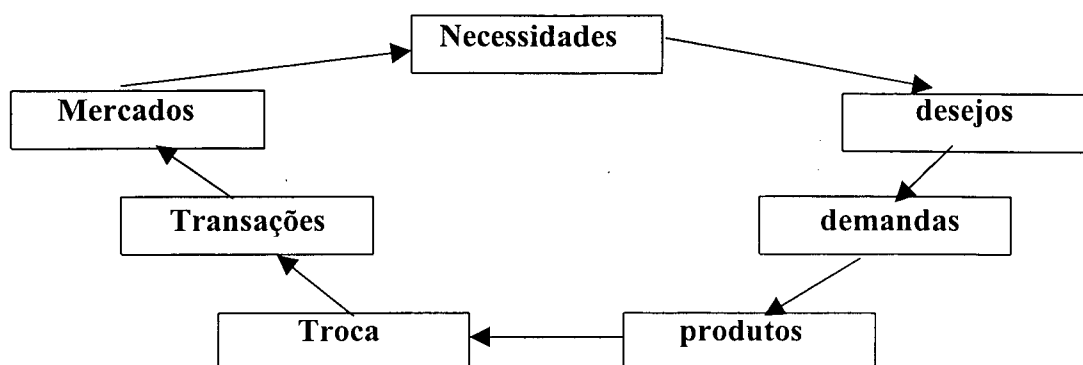 Necessidades
Mercados
desejos
Transações
demandas
Troca
produtos